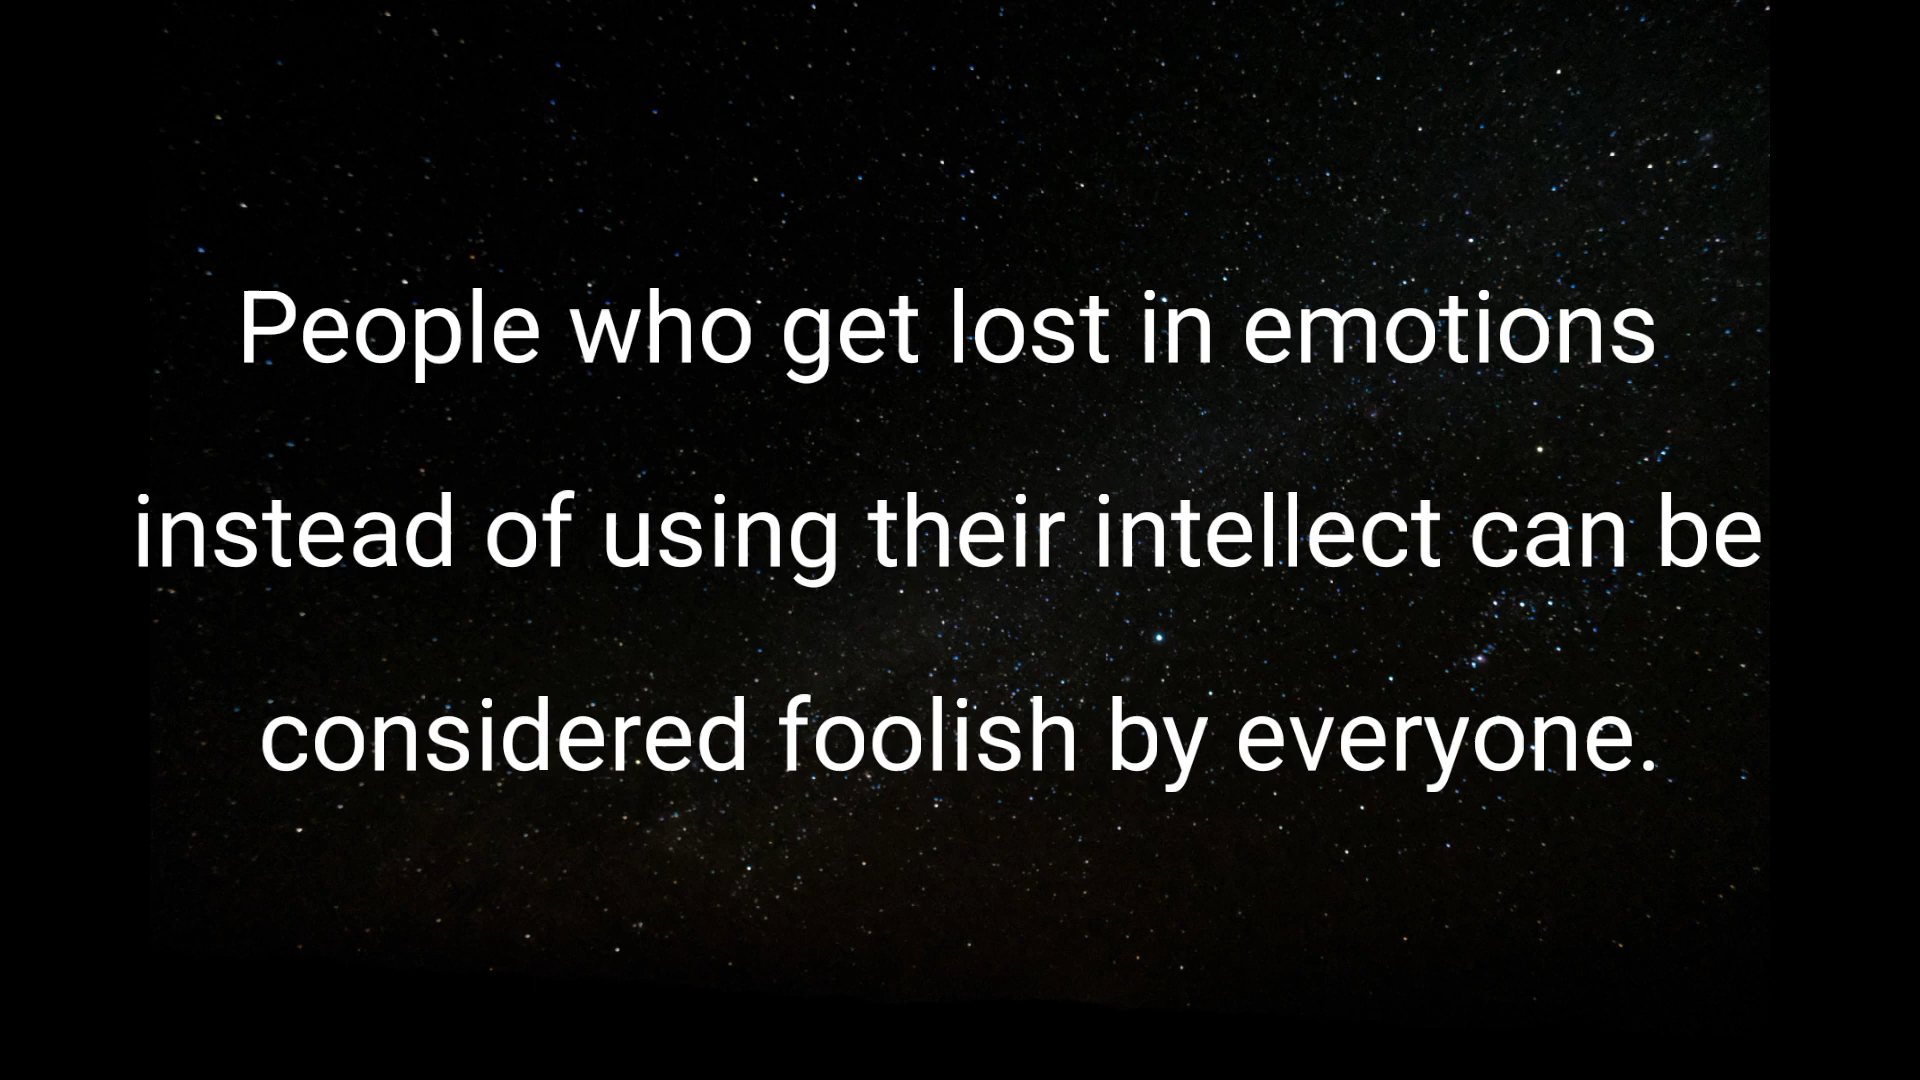 People who get lost in emotions
instead of using their intellect can be
considered foolish by everyone.